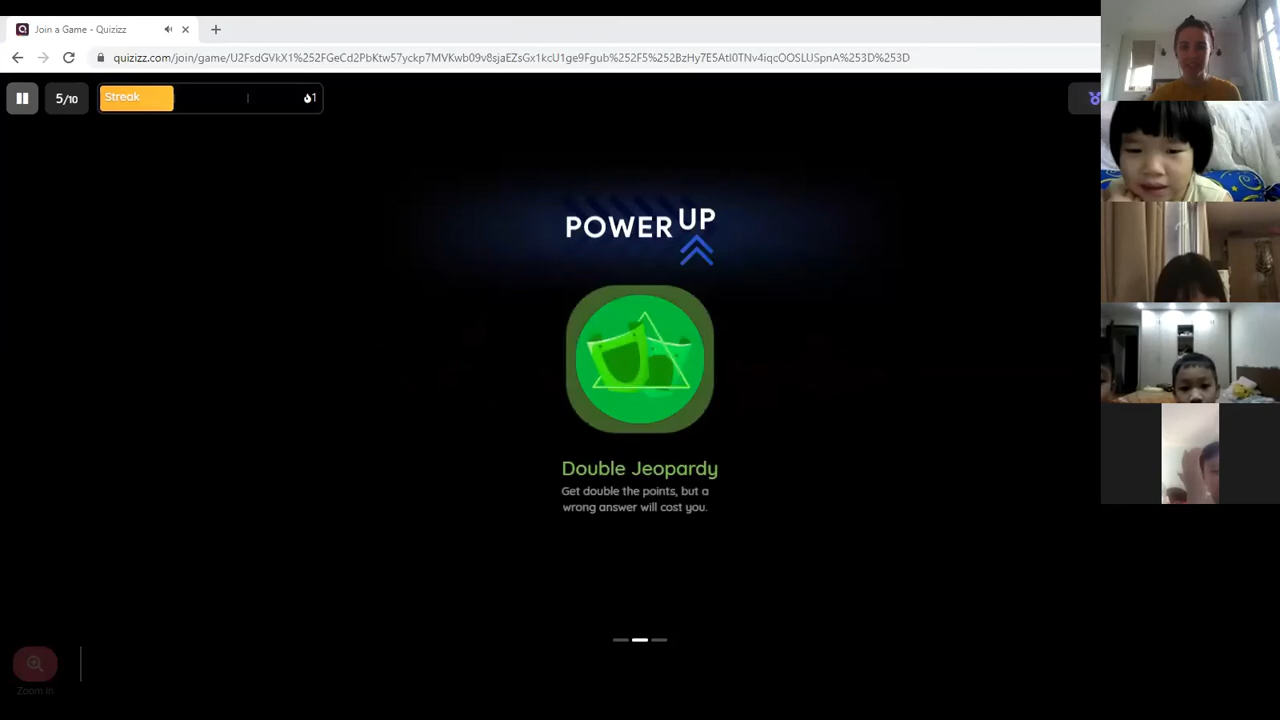 Join a Game - Quizizz
quizizz.com/join/game/U2FsdGVkX1%252FGeCd2PbKtw57yckp7MVKwb09v8sjaEZsGx1kcU1ge9Fgub%252F5%252BzHy7E5AtI0TNv4iqcOOSLUSpnA%253D%253D
5/10
Streak
1
POWER UP
Double Jeopardy
Get double the points, but a
wrong answer will cost you.
Zoom In